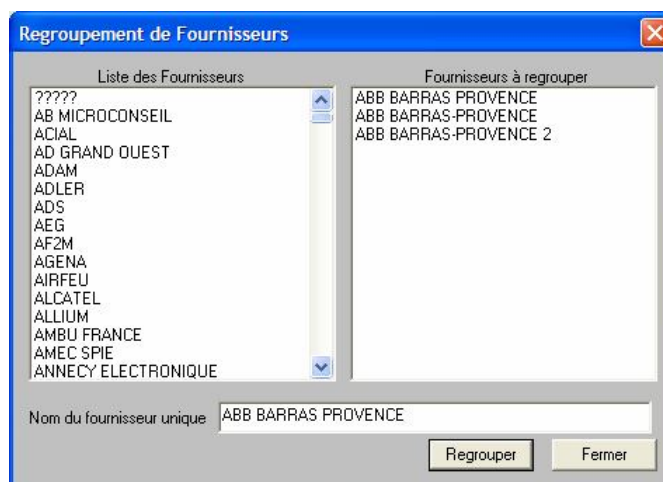 Regroupement de Fournisseurs
Liste des Fournisseurs
?????
AB MICROCONSEIL
ACIAL
AD GRAND OUEST
ADAM
ADLER
ADS
AEG
AF2M
AGENA
AIRFEU
ALCATEL
ALLIUM
AMBU FRANCE
AMEC SPIE
ANNECY ELECTRONIQUE
Fournisseurs à regrouper
ABB BARRAS PROVENCE
ABB BARRAS-PROVENCE
ABB BARRAS-PROVENCE 2
Nom du fournisseur unique ABB BARRAS PROVENCE
Regrouper Fermer